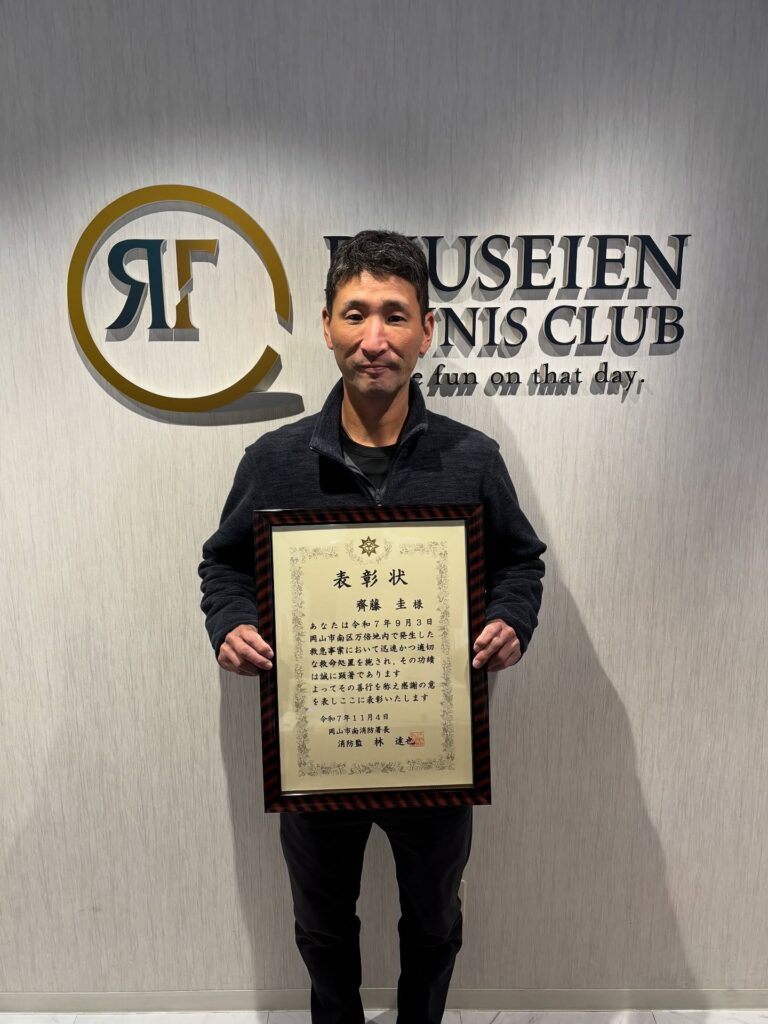 RT
USEIEN
NIS CLUB
e fun on that day.
表彰状
齊藤 圭 様
あなたは令和7年9月3日
岡山市南区万倍地内で発生した
救急事案において迅速かつ適切
な救命処置を施され、その功績
は誠に顕著であります
よってその善行を称え感謝の意
を表しここに表彰いたします
令和7年11月4日
岡山市南消防署長
消防監 林 達也